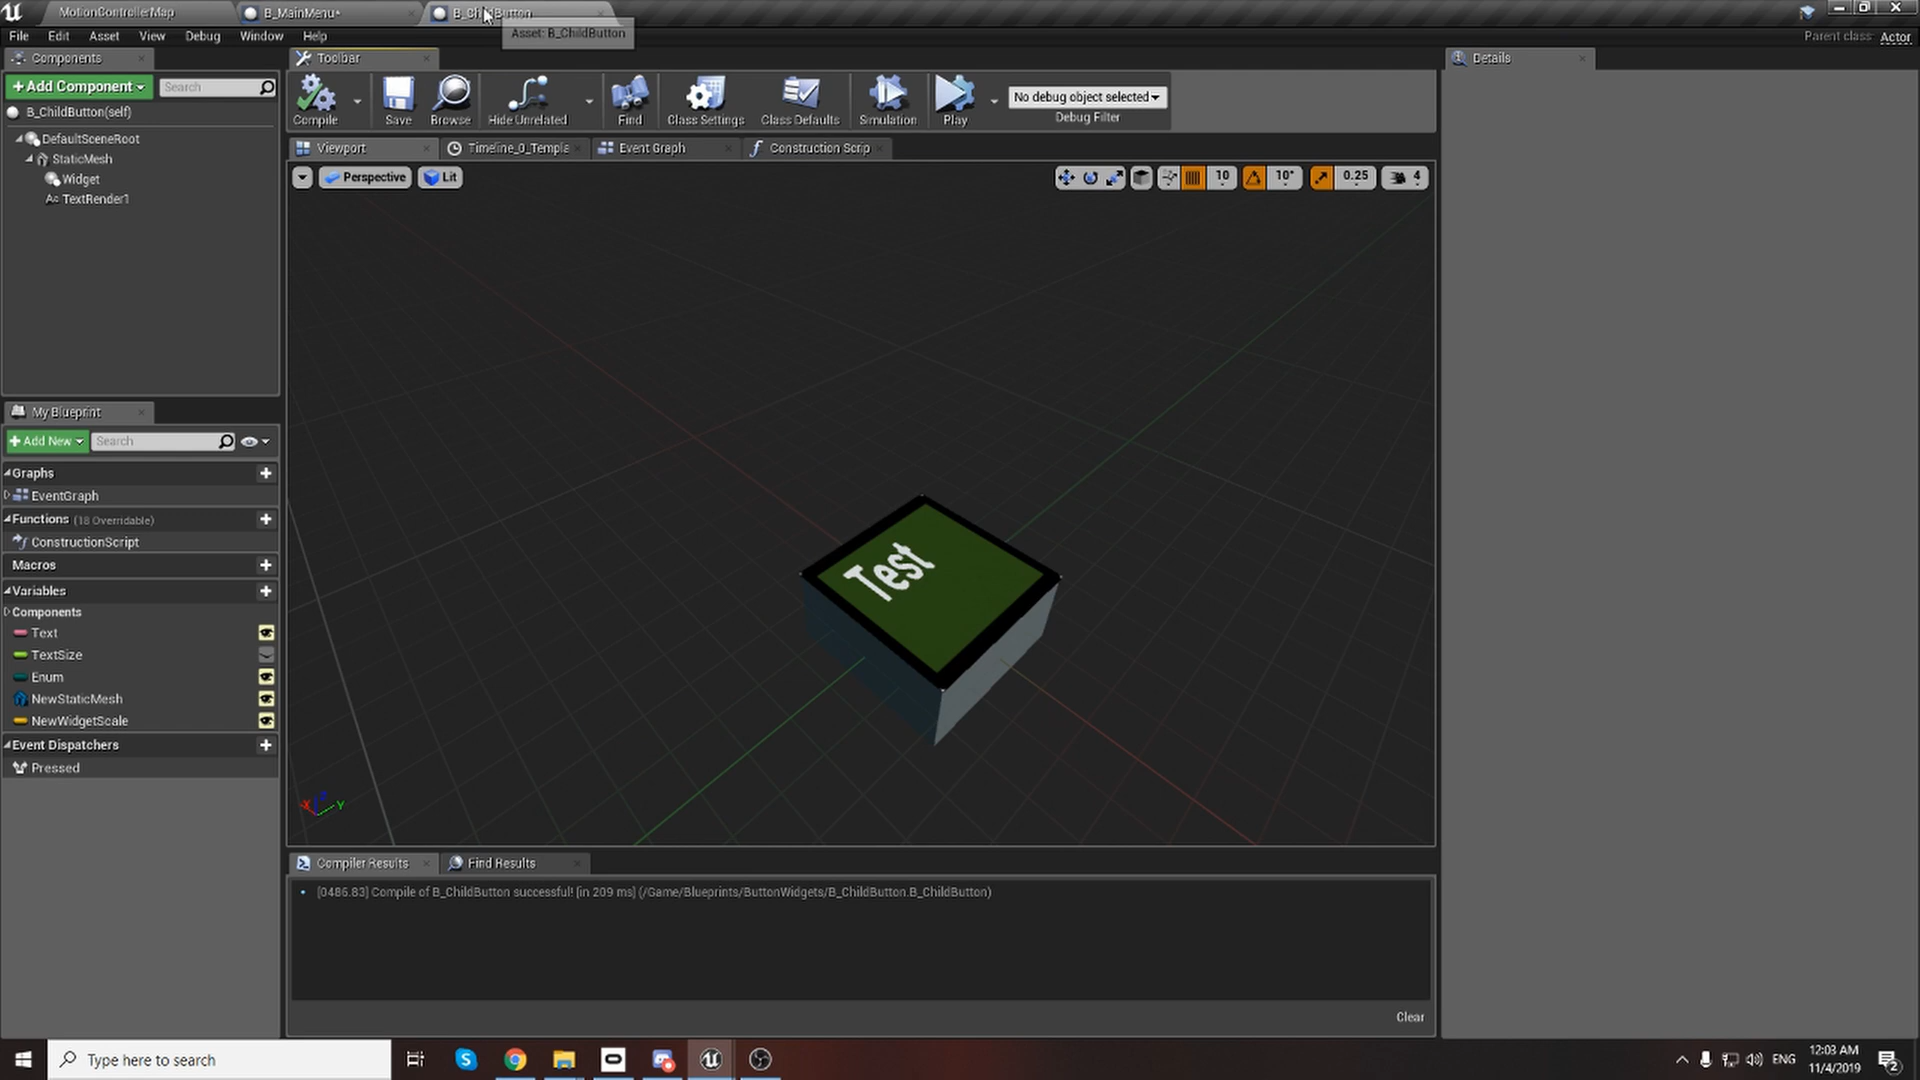 MotionControllerMap
B_MainMenu*
B_ChildButton
Asset: B_ChildButton
File Edit Asset View Debug Window Help
Parent class: Actor
Components
Toolbar
Details
+Add Component
Search
B_ChildButton(self)
DefaultSceneRoot
StaticMesh
Widget
TextRender1
Compile
Save
Browse
Hide Unrelated
Find
Class Settings
Class Defaults
Simulation
Play
No debug object selected
Debug Filter
Viewport
Timeline_0_Templa
Event Graph
Construction Scrip
Perspective
Lit
10
10°
0.25
4
Test
X
Y
My Blueprint
+Add New
Search
Graphs
EventGraph
Functions (18 Overridable)
ConstructionScript
Macros
Variables
Components
Text
TextSize
Enum
NewStaticMesh
NewWidgetScale
Event Dispatchers
Pressed
Compiler Results
Find Results
[0486.83] Compile of B_ChildButton successful! [in 209 ms] (/Game/Blueprints/ButtonWidgets/B_ChildButton.B_ChildButton)
Clear
Type here to search
ENG
12:03 AM
11/4/2019
2